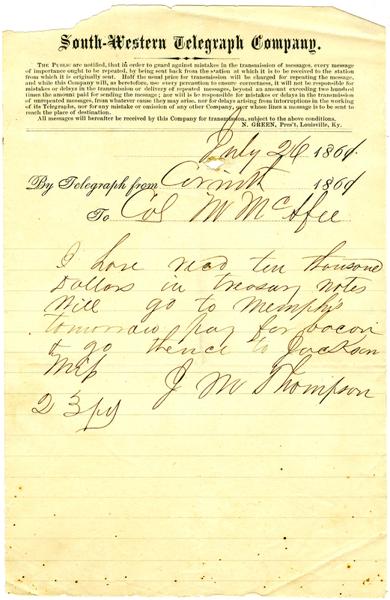 South-Western Telegraph Company.
THE PUBLIC are notified, that in order to guard against mistakes in the transmission of messages, every message
of importance ought to be repeated, by being sent back from the station at which it is to be received to the station
from which it is originally sent. Half the usual price for transmission will be charged for repeating the message,
and while this Company will, as heretofore, use every precaution to ensure correctness, it will not be responsible for
mistakes or delays in the transmission or delivery of repeated messages, beyond an amount exceeding two hundred
times the amount paid for sending the message; nor will it be responsible for mistakes or delays in the transmission
of unrepeated messages, from whatever cause they may arise, nor for delays arising from interruptions in the working
of its Telegraphs, nor for any mistake or omission of any other Company, over whose lines a message is to be sent to
reach the place of destination.
All messages will hereafter be received by this Company for transmission, subject to the above conditions.
N. GREEN, Pres't, Louisville, Ky.
July 26 1861.
By Telegraph from Corinth 1861
To Col M McAfee
I have recd ten thousand
Dollars in treasury notes
Will go to Memphis
tomorrow pay for bacon
& go thence to Jackson
Miss
J M Thompson
23 pd